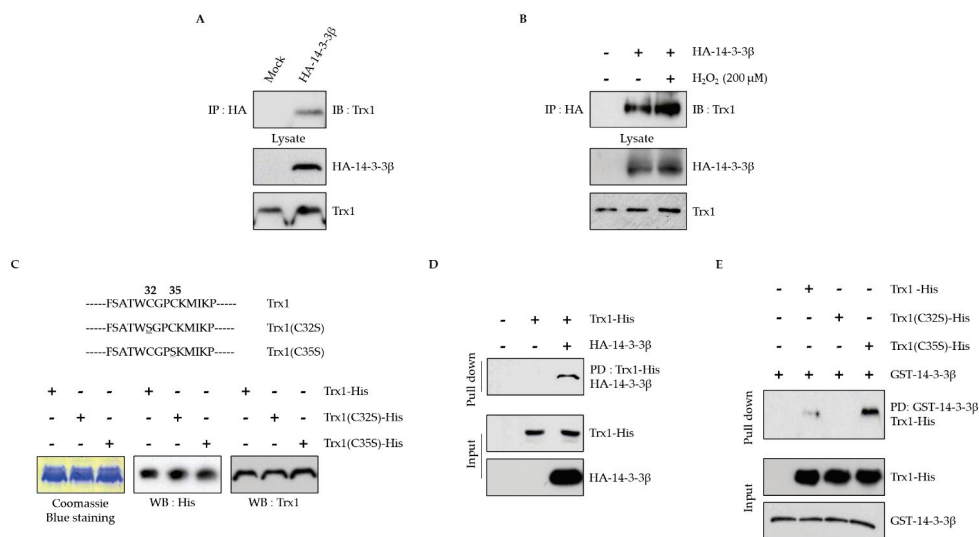 A
Mock
HA-14-3-3β
IP : HA
IB : Trx1
Lysate
HA-14-3-3β
Trx1
B
- + + HA-14-3-3β
- - + H₂O₂ (200 µM)
IP : HA
IB : Trx1
Lysate
HA-14-3-3β
Trx1
C
32 35
-----FSATWCGPCKMIKP----- Trx1
-----FSATWSGPCKMIKP----- Trx1(C32S)
-----FSATWCGPSKMIKP----- Trx1(C35S)
+ - - + - - + - - Trx1-His
- + - - + - - + - Trx1(C32S)-His
- - + - - + - - + Trx1(C35S)-His
Coomassie
Blue staining
WB : His
WB : Trx1
D
- + + Trx1-His
- - + HA-14-3-3β
Pull down
PD : Trx1-His
HA-14-3-3β
Input
Trx1-His
HA-14-3-3β
E
- + - - Trx1 -His
- - + - Trx1(C32S)-His
- - - + Trx1(C35S)-His
+ + + + GST-14-3-3β
Pull down
PD: GST-14-3-3β
Trx1-His
Input
Trx1-His
GST-14-3-3β